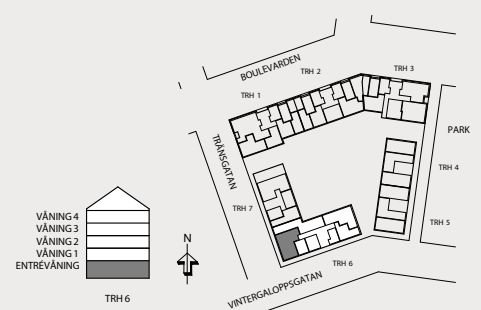 BOULEVARDEN
TRH 1
TRH 2
TRH 3
PARK
TRH 4
TRH 5
TRH 6
TRH 7
TRÄNSGATAN
VINTERGALOPPSGATAN
N
VÅNING 4
VÅNING 3
VÅNING 2
VÅNING 1
ENTRÉVÅNING
TRH 6